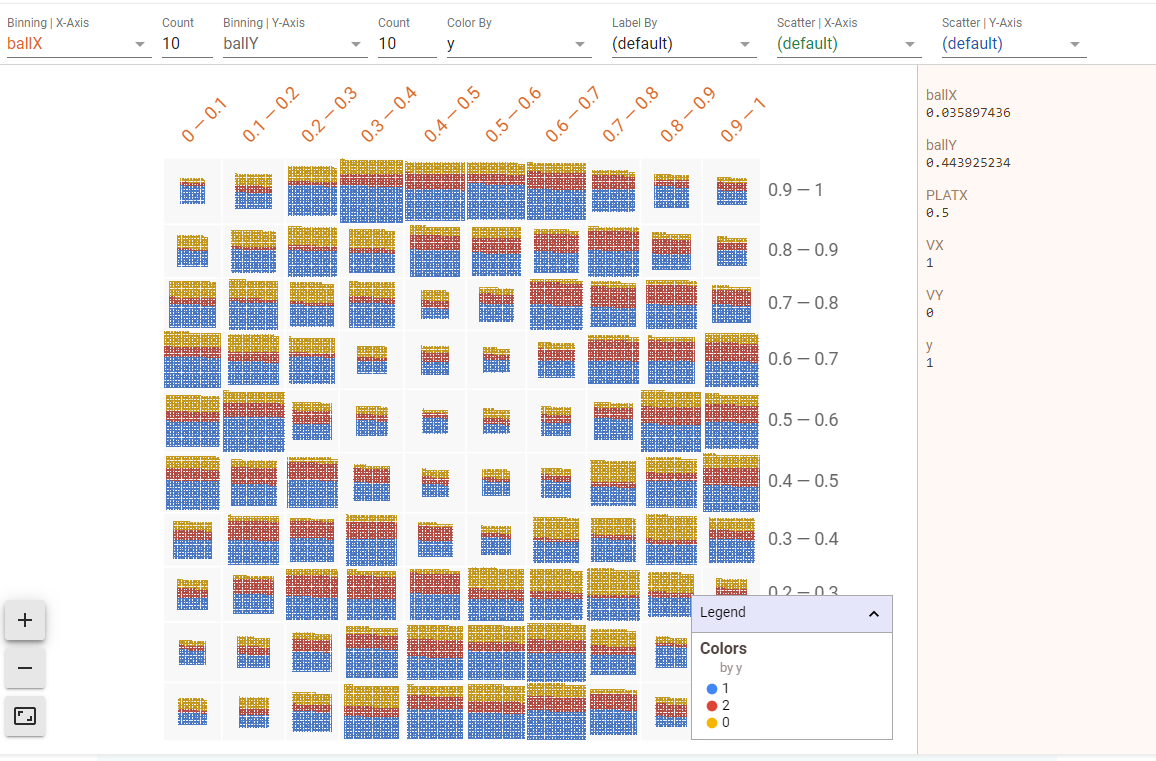 Binning | X-Axis Count Binning | Y-Axis Count Color By Label By Scatter | X-Axis Scatter | Y-Axis
ballX 10 ballY 10 y (default) (default) (default)
0 – 0.1 0.1 – 0.2 0.2 – 0.3 0.3 – 0.4 0.4 – 0.5 0.5 – 0.6 0.6 – 0.7 0.7 – 0.8 0.8 – 0.9 0.9 – 1
0.9 – 1
0.8 – 0.9
0.7 – 0.8
0.6 – 0.7
0.5 – 0.6
0.4 – 0.5
0.3 – 0.4
0.2 – 0.3
ballX
0.035897436
ballY
0.443925234
PLATX
0.5
VX
1
VY
0
y
1
Legend
Colors
by y
1
2
0